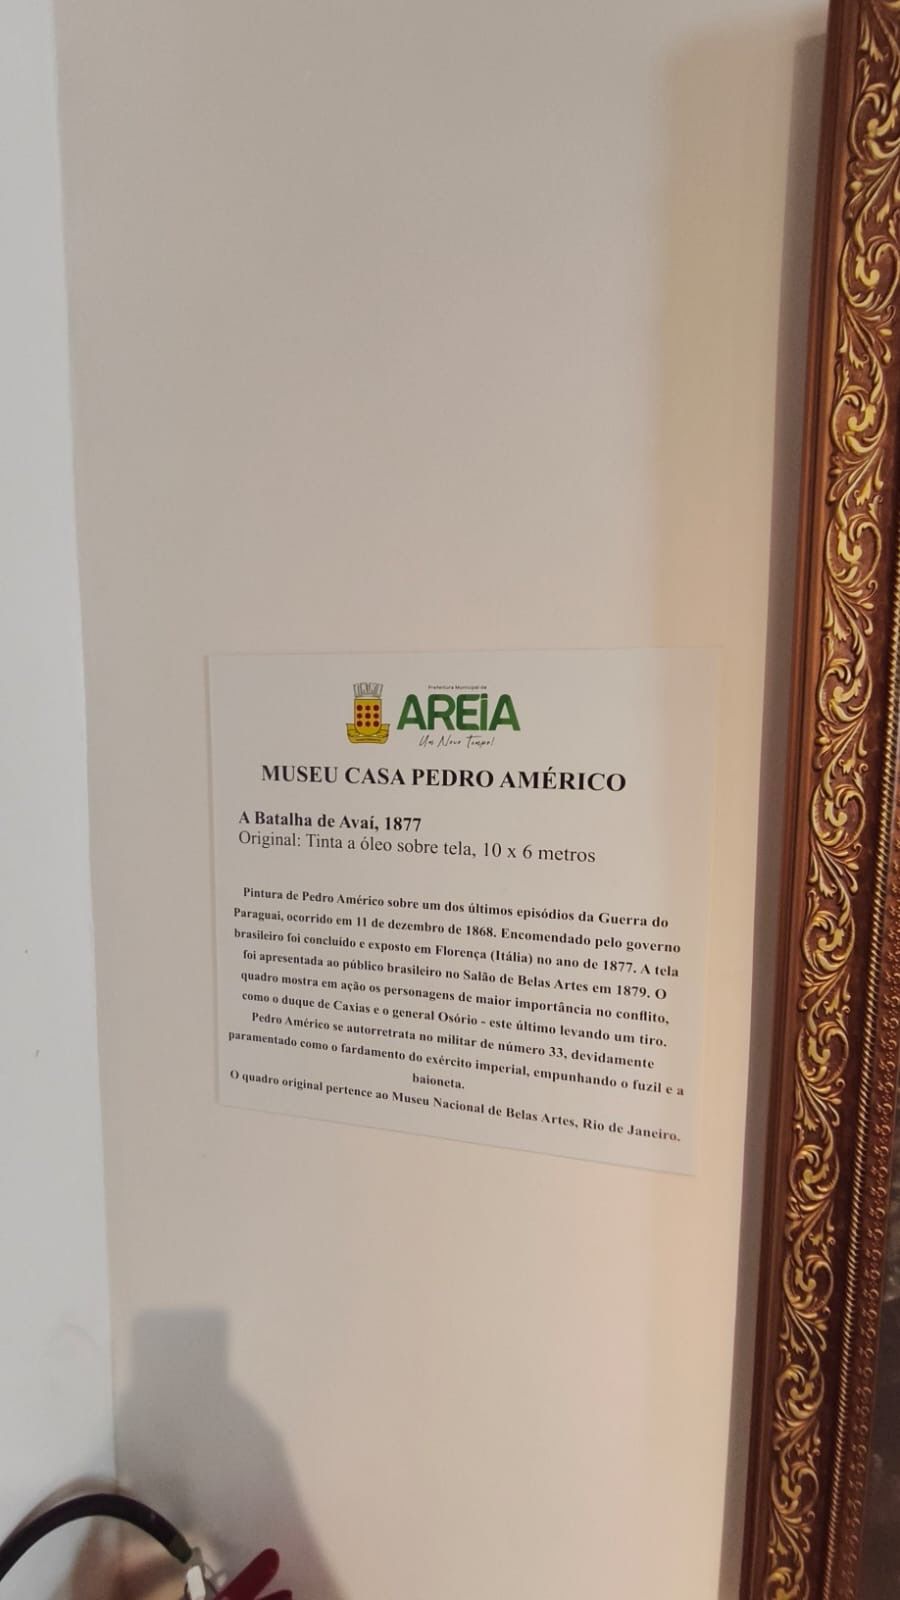 Prefeitura Municipal de
AREIA
Um Novo Tempo!
MUSEU CASA PEDRO AMÉRICO
A Batalha de Avaí, 1877
Original: Tinta a óleo sobre tela, 10 x 6 metros
Pintura de Pedro Américo sobre um dos últimos episódios da Guerra do
Paraguai, ocorrido em 11 de dezembro de 1868. Encomendado pelo governo
brasileiro foi concluído e exposto em Florença (Itália) no ano de 1877. A tela
foi apresentada ao público brasileiro no Salão de Belas Artes em 1879. O
quadro mostra em ação os personagens de maior importância no conflito,
como o duque de Caxias e o general Osório - este último levando um tiro.
Pedro Américo se autorretrata no militar de número 33, devidamente
paramentado como o fardamento do exército imperial, empunhando o fuzil e a
baioneta.
O quadro original pertence ao Museu Nacional de Belas Artes, Rio de Janeiro.